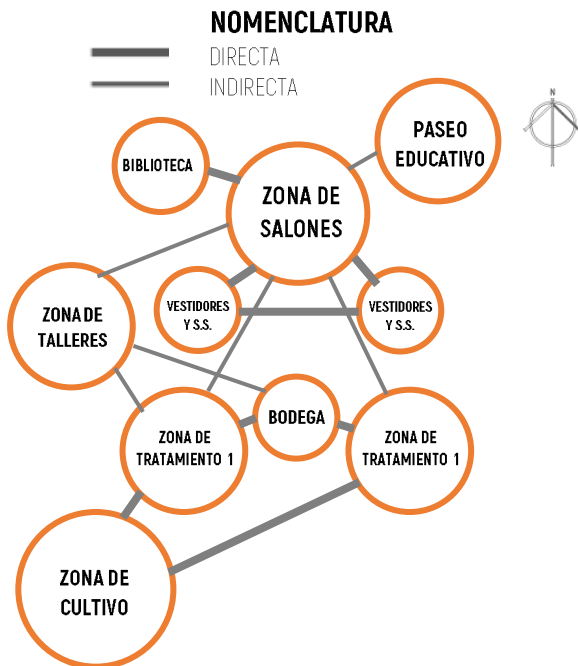 NOMENCLATURA
DIRECTA
INDIRECTA
N
PASEO
EDUCATIVO
BIBLIOTECA
ZONA DE
SALONES
VESTIDORES
Y S.S.
VESTIDORES
Y S.S.
ZONA DE
TALLERES
BODEGA
ZONA DE
TRATAMIENTO 1
ZONA DE
TRATAMIENTO 1
ZONA DE
CULTIVO